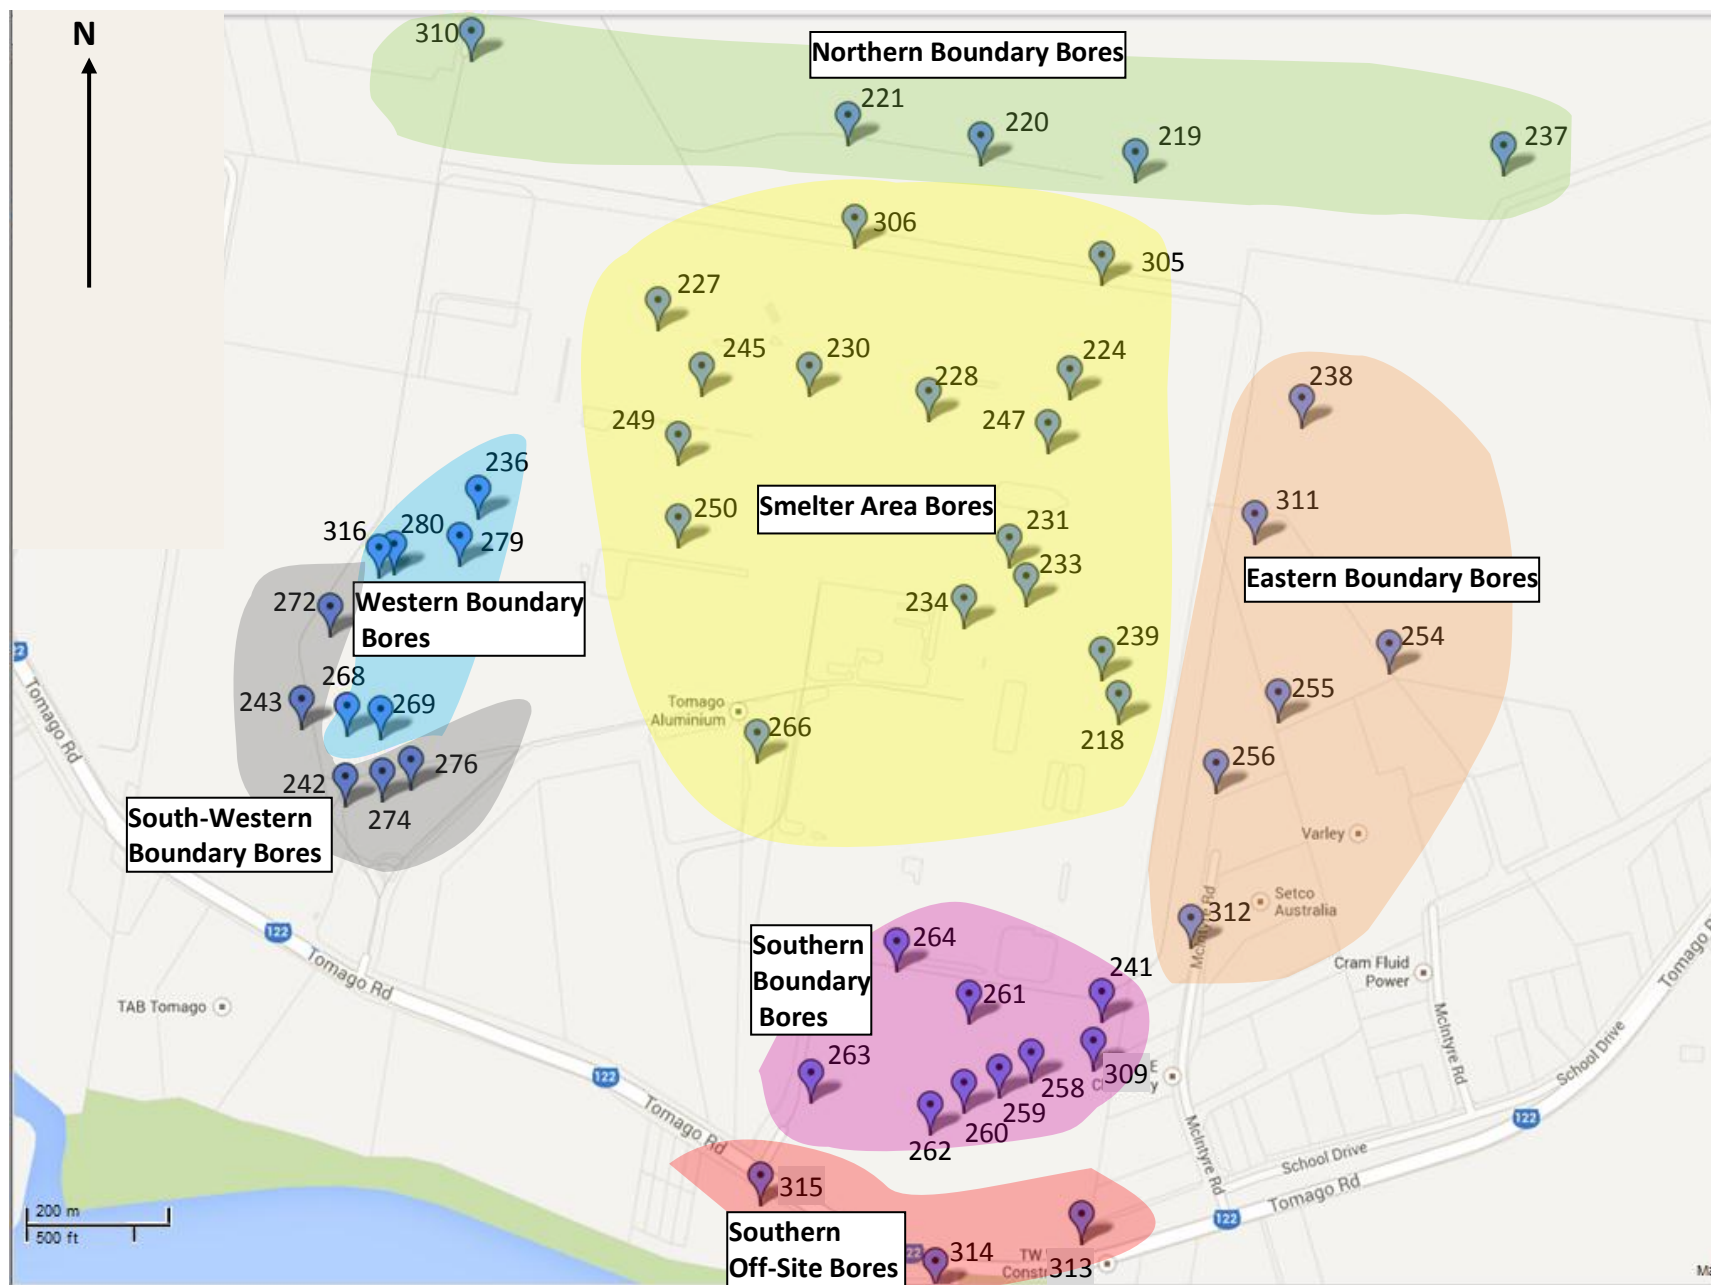 N
310
Northern Boundary Bores
221
220
219
237
306
305
227
245
230
228
224
247
249
238
236
250
Smelter Area Bores
231
311
316
280
279
233
Eastern Boundary Bores
272
Western Boundary
Bores
234
239
254
268
243
269
Tomago
Aluminium
266
218
255
256
242
276
274
South-Western
Boundary Bores
Tomago Rd
Varley
Setco
Australia
312
McIntyre Rd
122
Tomago Rd
TAB Tomago
Southern
Boundary
Bores
264
261
241
Cram Fluid
Power
McIntyre Rd
School Drive
263
309
258
259
260
262
122
Tomago Rd
McIntyre Rd
122
School Drive
Tomago Rd
122
315
Southern
Off-Site Bores
314
313
TW
Const
200 m
500 ft